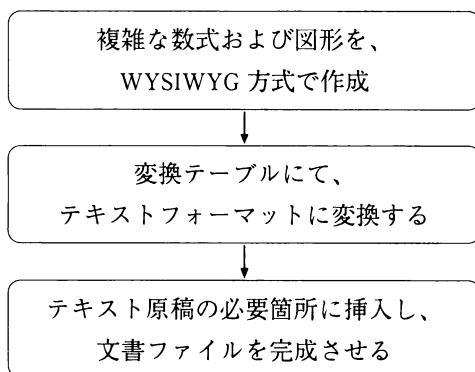 複雑な数式および図形を、
WYSIWYG 方式で作成
変換テーブルにて、
テキストフォーマットに変換する
テキスト原稿の必要箇所に挿入し、
文書ファイルを完成させる